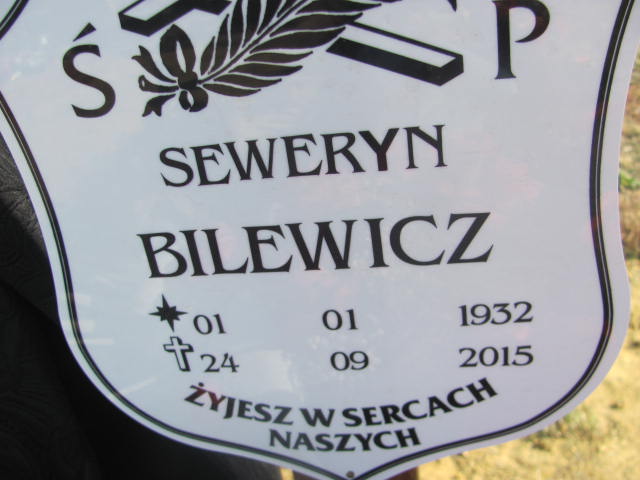 Ś P
SEWERYN
BILEWICZ
01 01 1932
24 09 2015
ŻYJESZ W SERCACH
NASZYCH